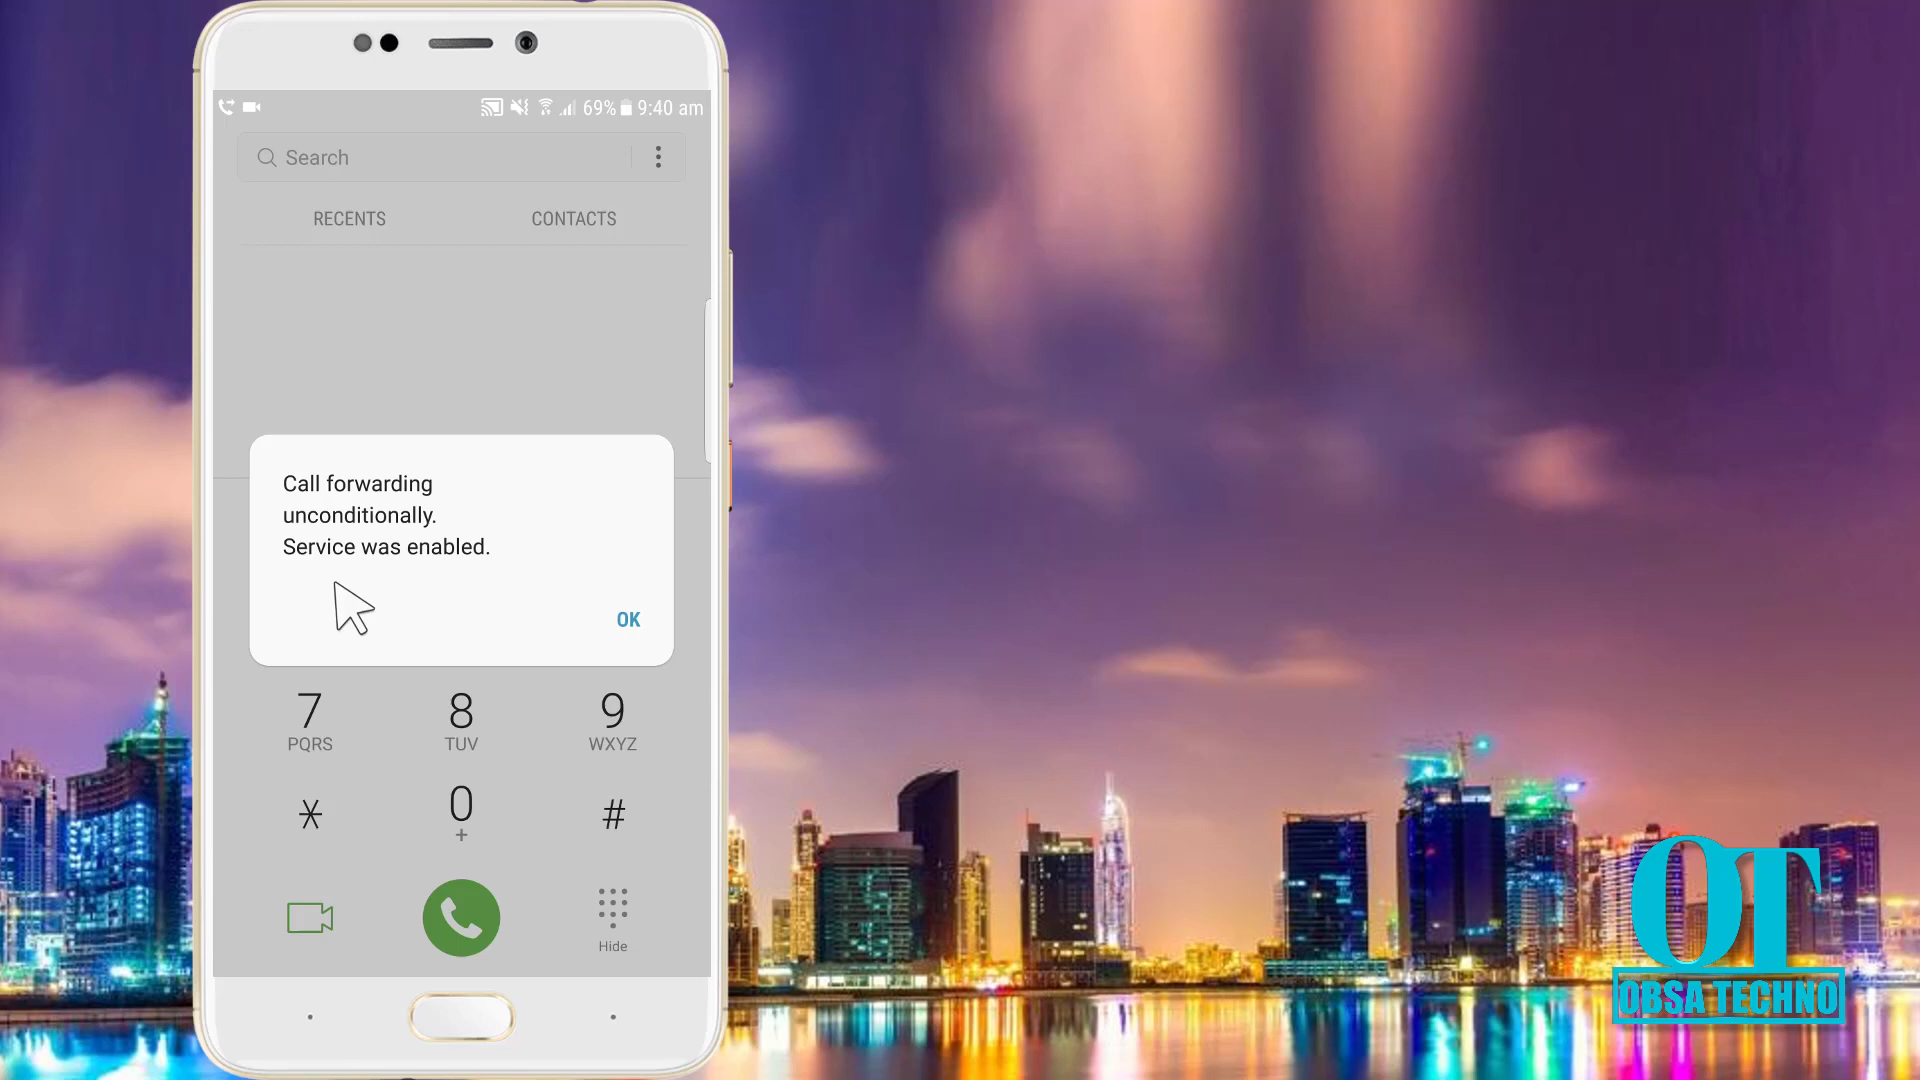 69% 9:40 am
Search
RECENTS CONTACTS
Call forwarding
unconditionally.
Service was enabled.
OK
7 8 9
PQRS TUV WXYZ
* 0 #
+
Hide
OT
OBSA TECHNO